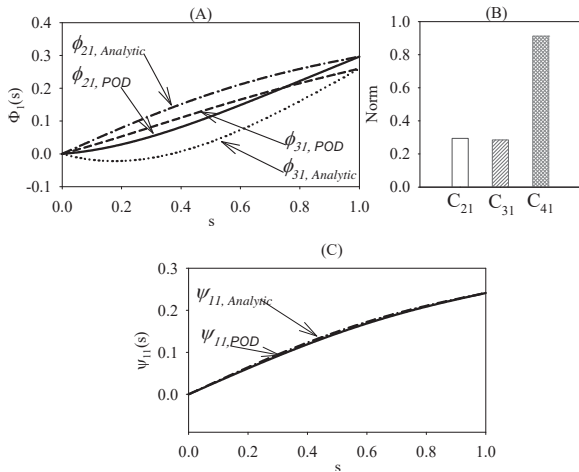 (A)
ϕ21, Analytic
ϕ21, POD
ϕ31, POD
ϕ31, Analytic
Φ1(s)
0.4
0.3
0.2
0.1
0.0
-0.1
0.0 0.2 0.4 0.6 0.8 1.0
s
(B)
Norm
1.0
0.8
0.6
0.4
0.2
0.0
C21 C31 C41
(C)
ψ11, Analytic
ψ11,POD
ψ11(s)
0.2
0.1
0.0
0.0 0.2 0.4 0.6 0.8 1.0
s